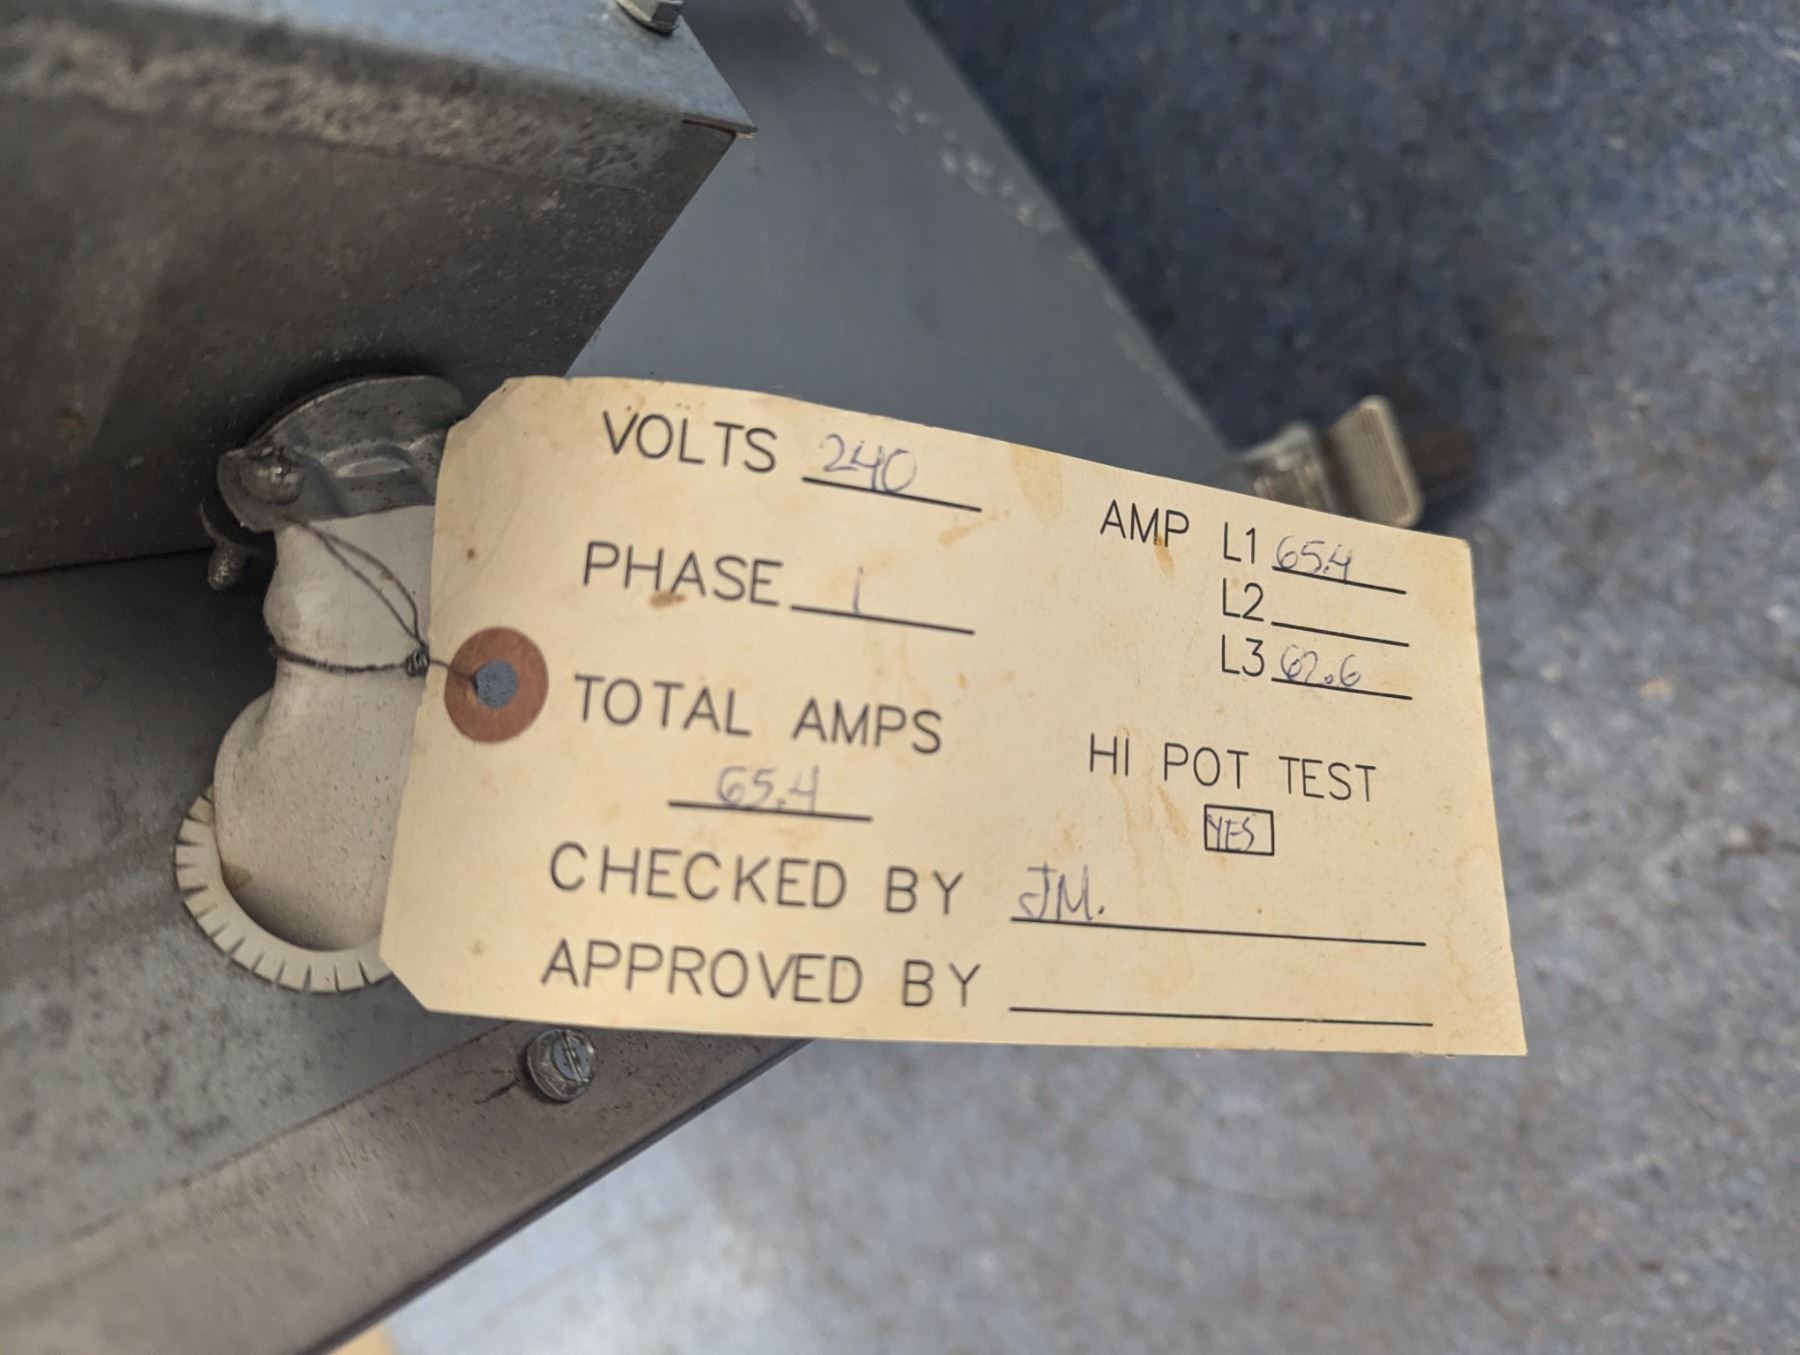 VOLTS 240
PHASE 1
TOTAL AMPS
65.4
AMP L1 65.4
L2
L3 67.6
HI POT TEST
YES
CHECKED BY JM.
APPROVED BY